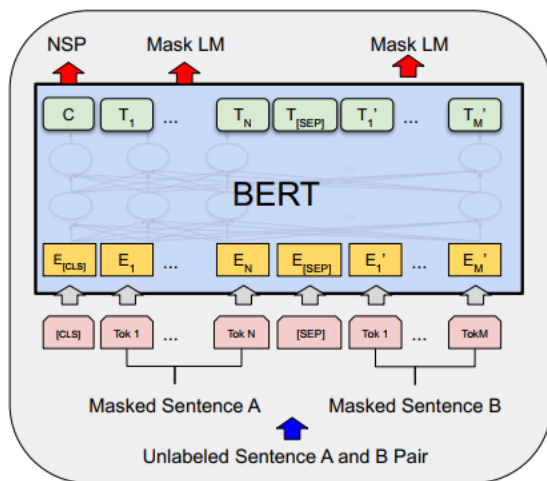 NSP Mask LM Mask LM
C T1 ... TN T[SEP] T1' ... TM'
...
BERT
...
E[CLS] E1 ... EN E[SEP] E1' ... EM'
[CLS] Tok 1 ... Tok N [SEP] Tok 1 ... TokM
Masked Sentence A Masked Sentence B
Unlabeled Sentence A and B Pair